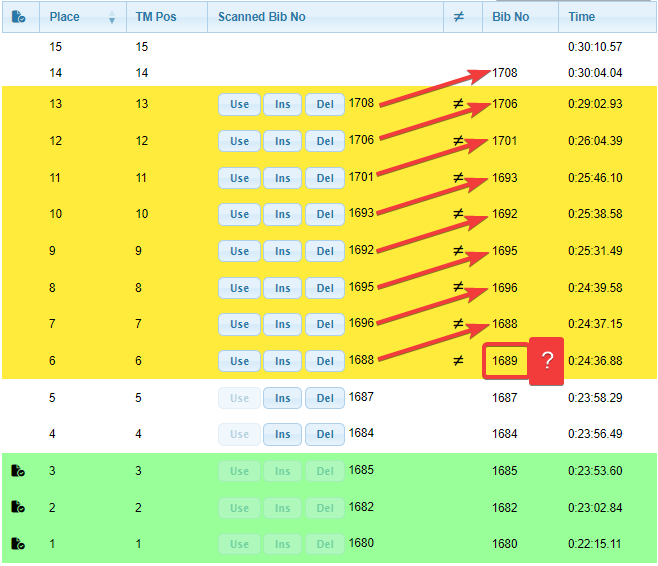 Place TM Pos Scanned Bib No ≠ Bib No Time
15 15 0:30:10.57
14 14 1708 0:30:04.04
13 13 Use Ins Del 1708 ≠ 1706 0:29:02.93
12 12 Use Ins Del 1706 ≠ 1701 0:26:04.39
11 11 Use Ins Del 1701 ≠ 1693 0:25:46.10
10 10 Use Ins Del 1693 ≠ 1692 0:25:38.58
9 9 Use Ins Del 1692 ≠ 1695 0:25:31.49
8 8 Use Ins Del 1695 ≠ 1696 0:24:39.58
7 7 Use Ins Del 1696 ≠ 1688 0:24:37.15
6 6 Use Ins Del 1688 ≠ 1689 ? 0:24:36.88
5 5 Use Ins Del 1687 1687 0:23:58.29
4 4 Use Ins Del 1684 1684 0:23:56.49
3 3 Use Ins Del 1685 1685 0:23:53.60
2 2 Use Ins Del 1682 1682 0:23:02.84
1 1 Use Ins Del 1680 1680 0:22:15.11